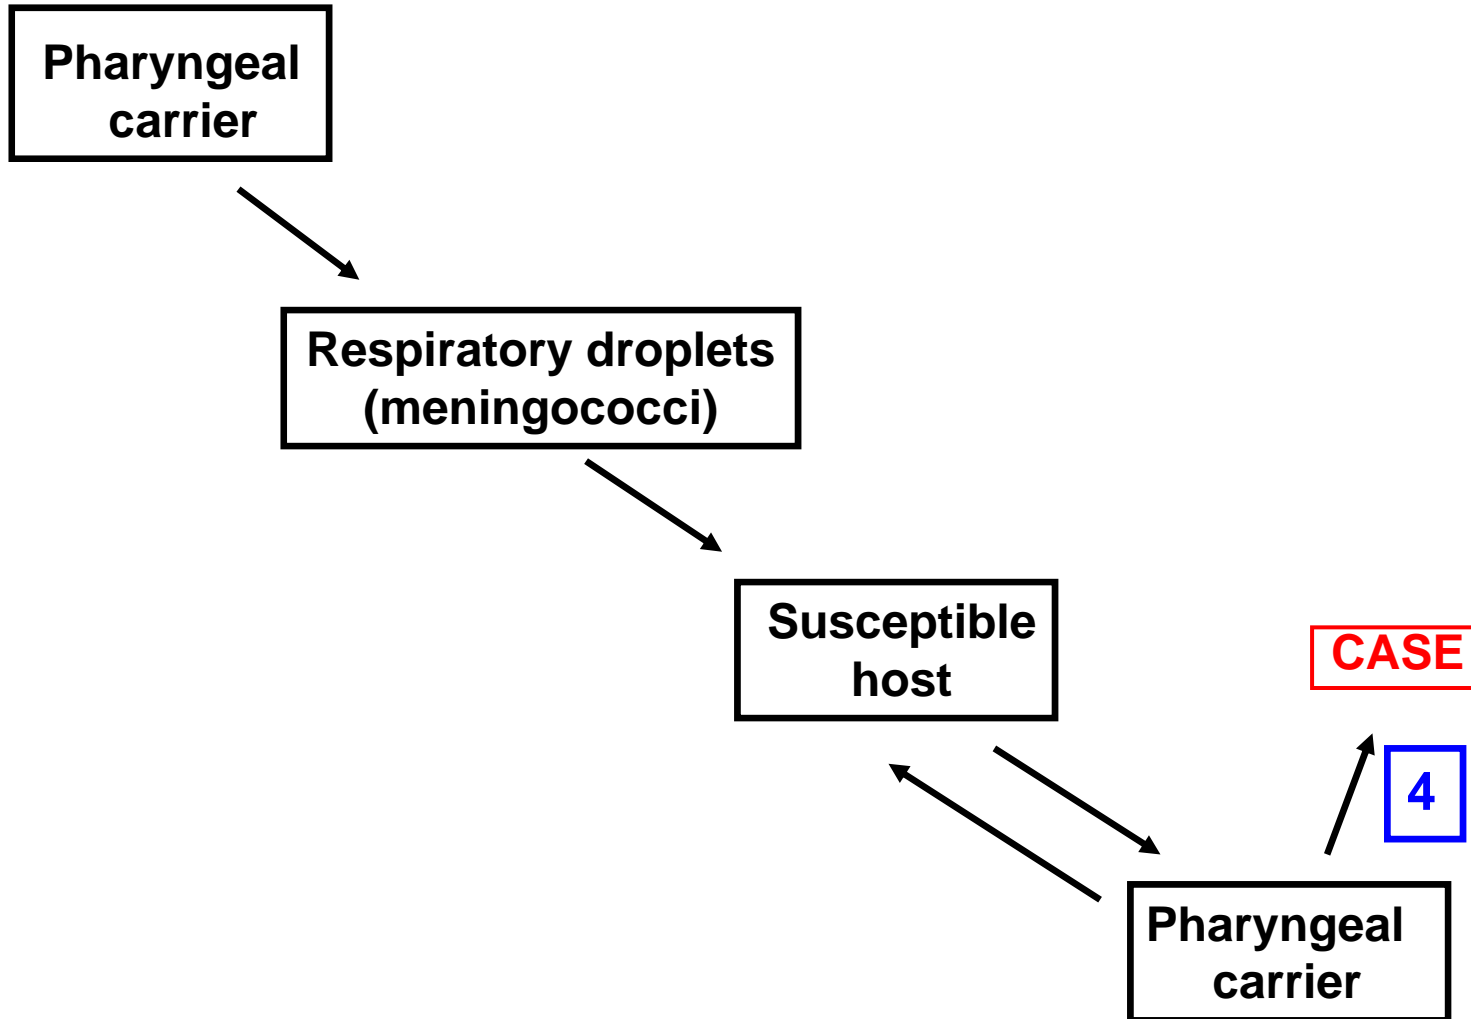 Pharyngeal
carrier
Respiratory droplets
(meningococci)
Susceptible
host
CASE
4
Pharyngeal
carrier